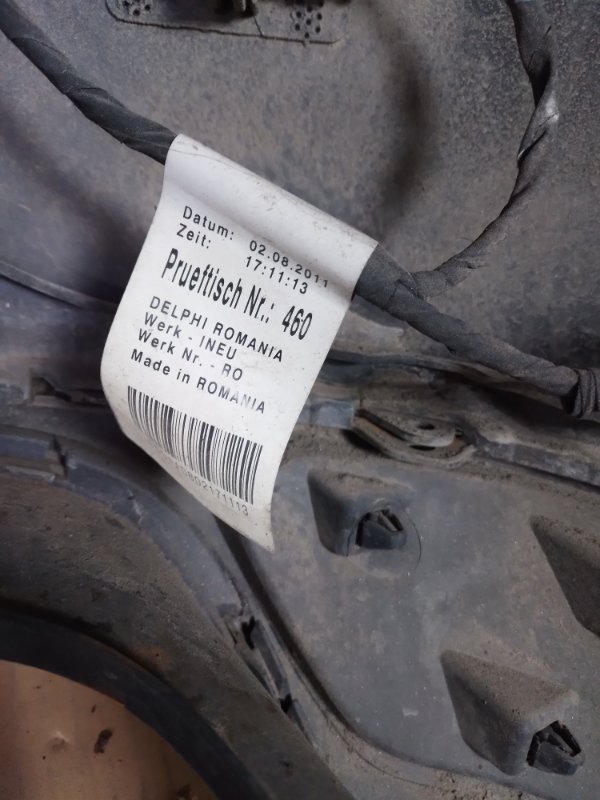 Datum: 02.08.2011
Zeit: 17:11:13
Prueftisch Nr.: 460
DELPHI ROMANIA
Werk - INEU
Werk Nr. - RO
Made in ROMANIA